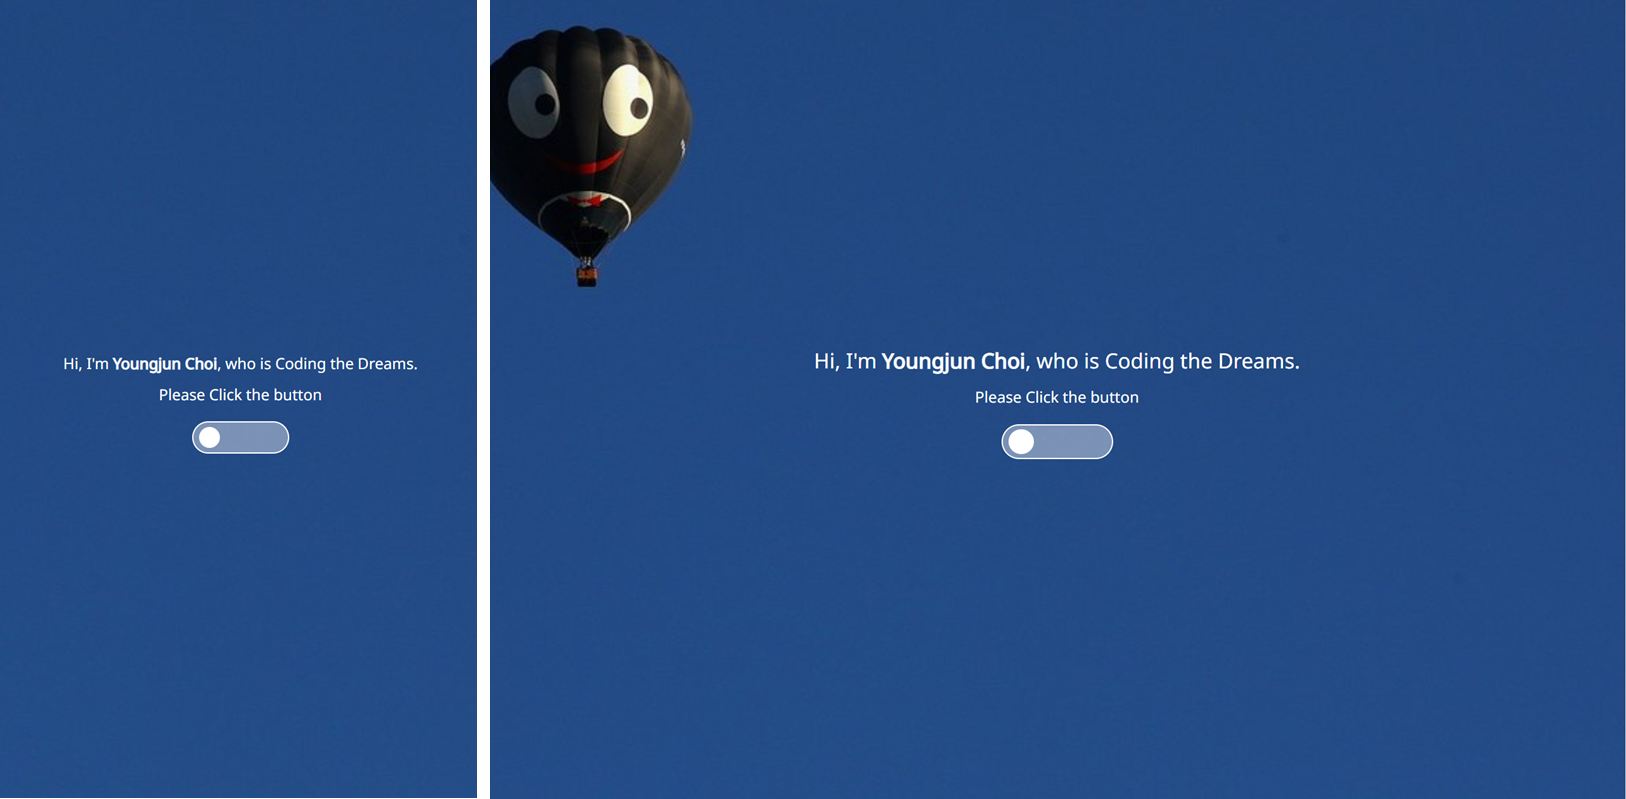 Hi, I'm Youngjun Choi, who is Coding the Dreams.
Please Click the button
Hi, I'm Youngjun Choi, who is Coding the Dreams.
Please Click the button